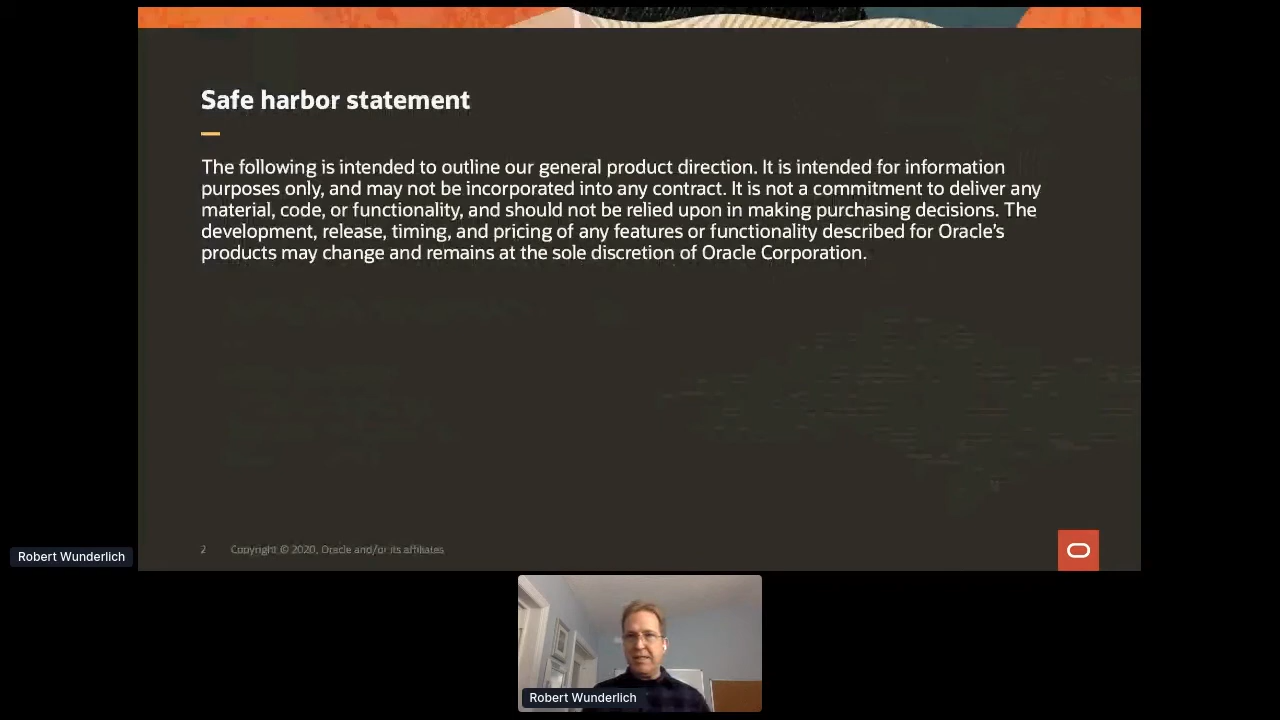 Safe harbor statement
The following is intended to outline our general product direction. It is intended for information
purposes only, and may not be incorporated into any contract. It is not a commitment to deliver any
material, code, or functionality, and should not be relied upon in making purchasing decisions. The
development, release, timing, and pricing of any features or functionality described for Oracle’s
products may change and remains at the sole discretion of Oracle Corporation.
2 Copyright © 2020, Oracle and/or its affiliates
Robert Wunderlich
Robert Wunderlich